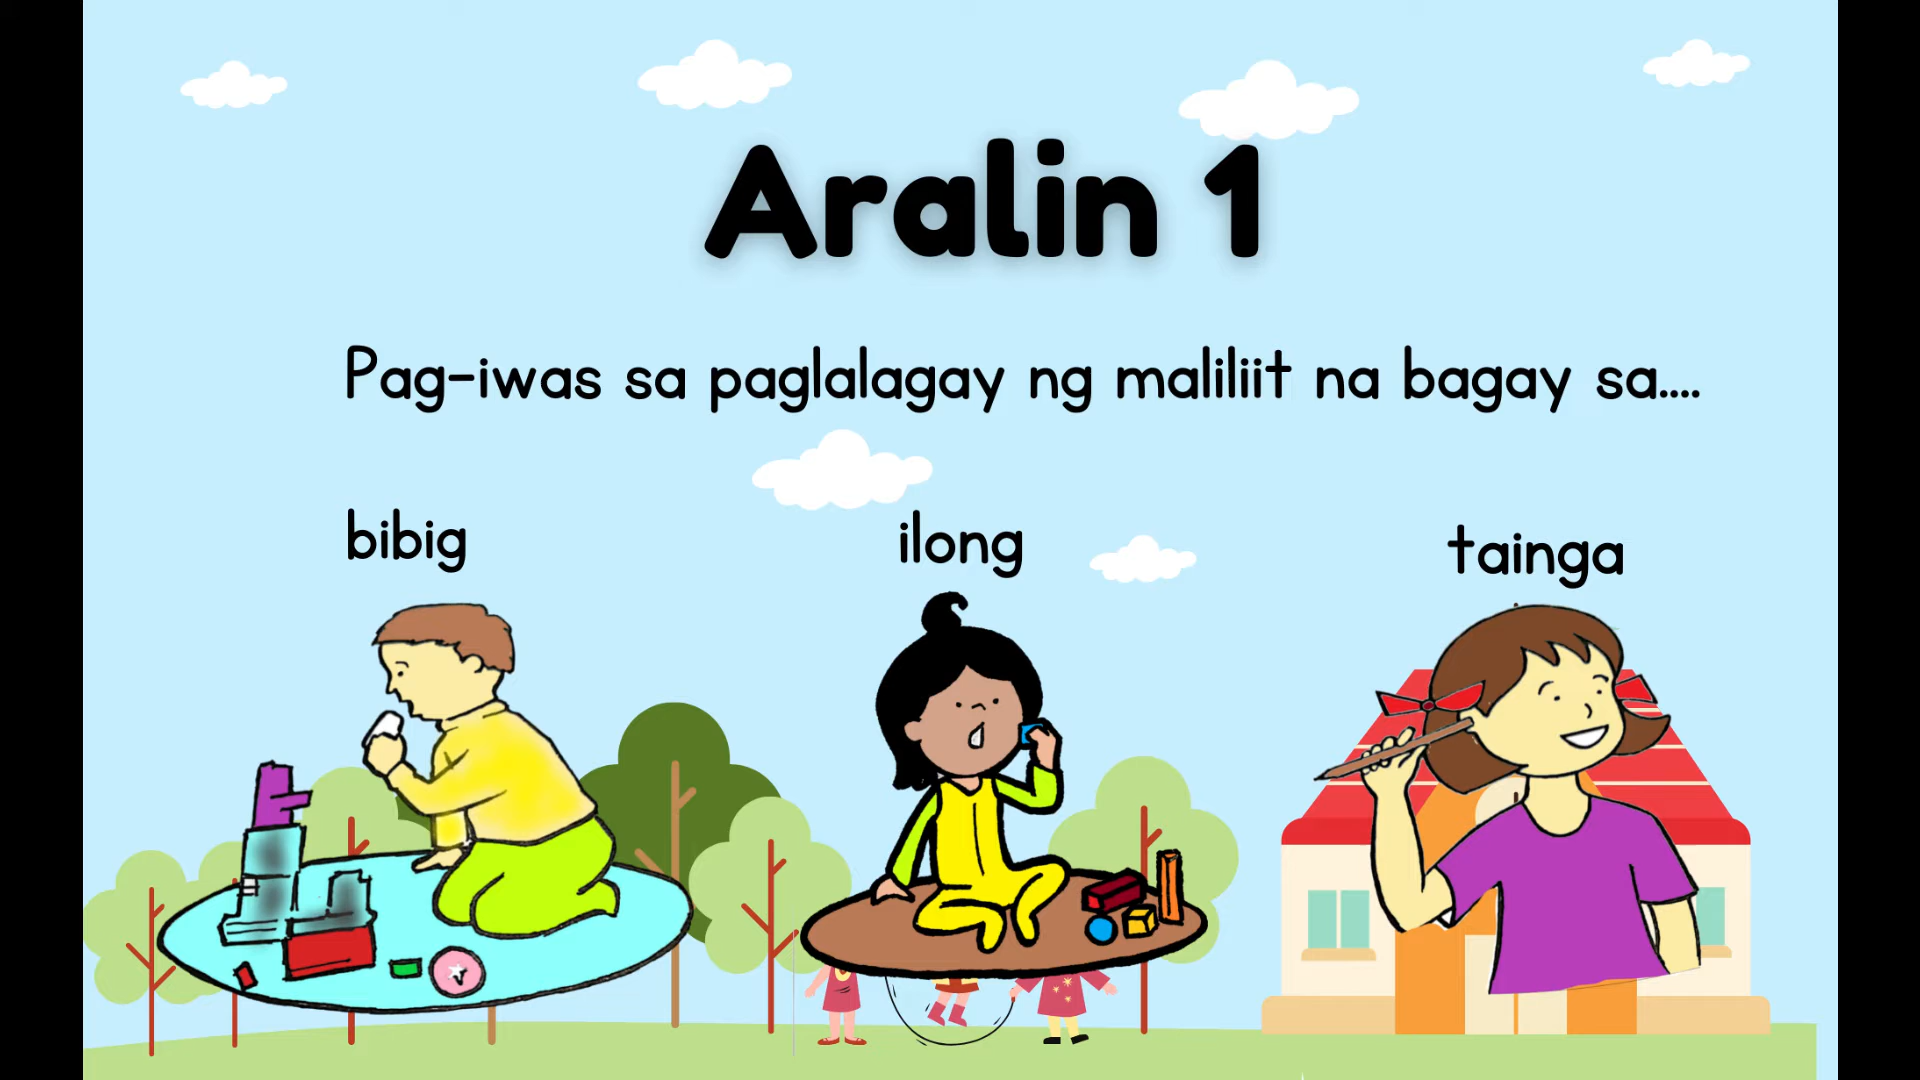 Aralin 1
Pag-iwas sa paglalagay ng maliliit na bagay sa....
bibig
ilong
tainga